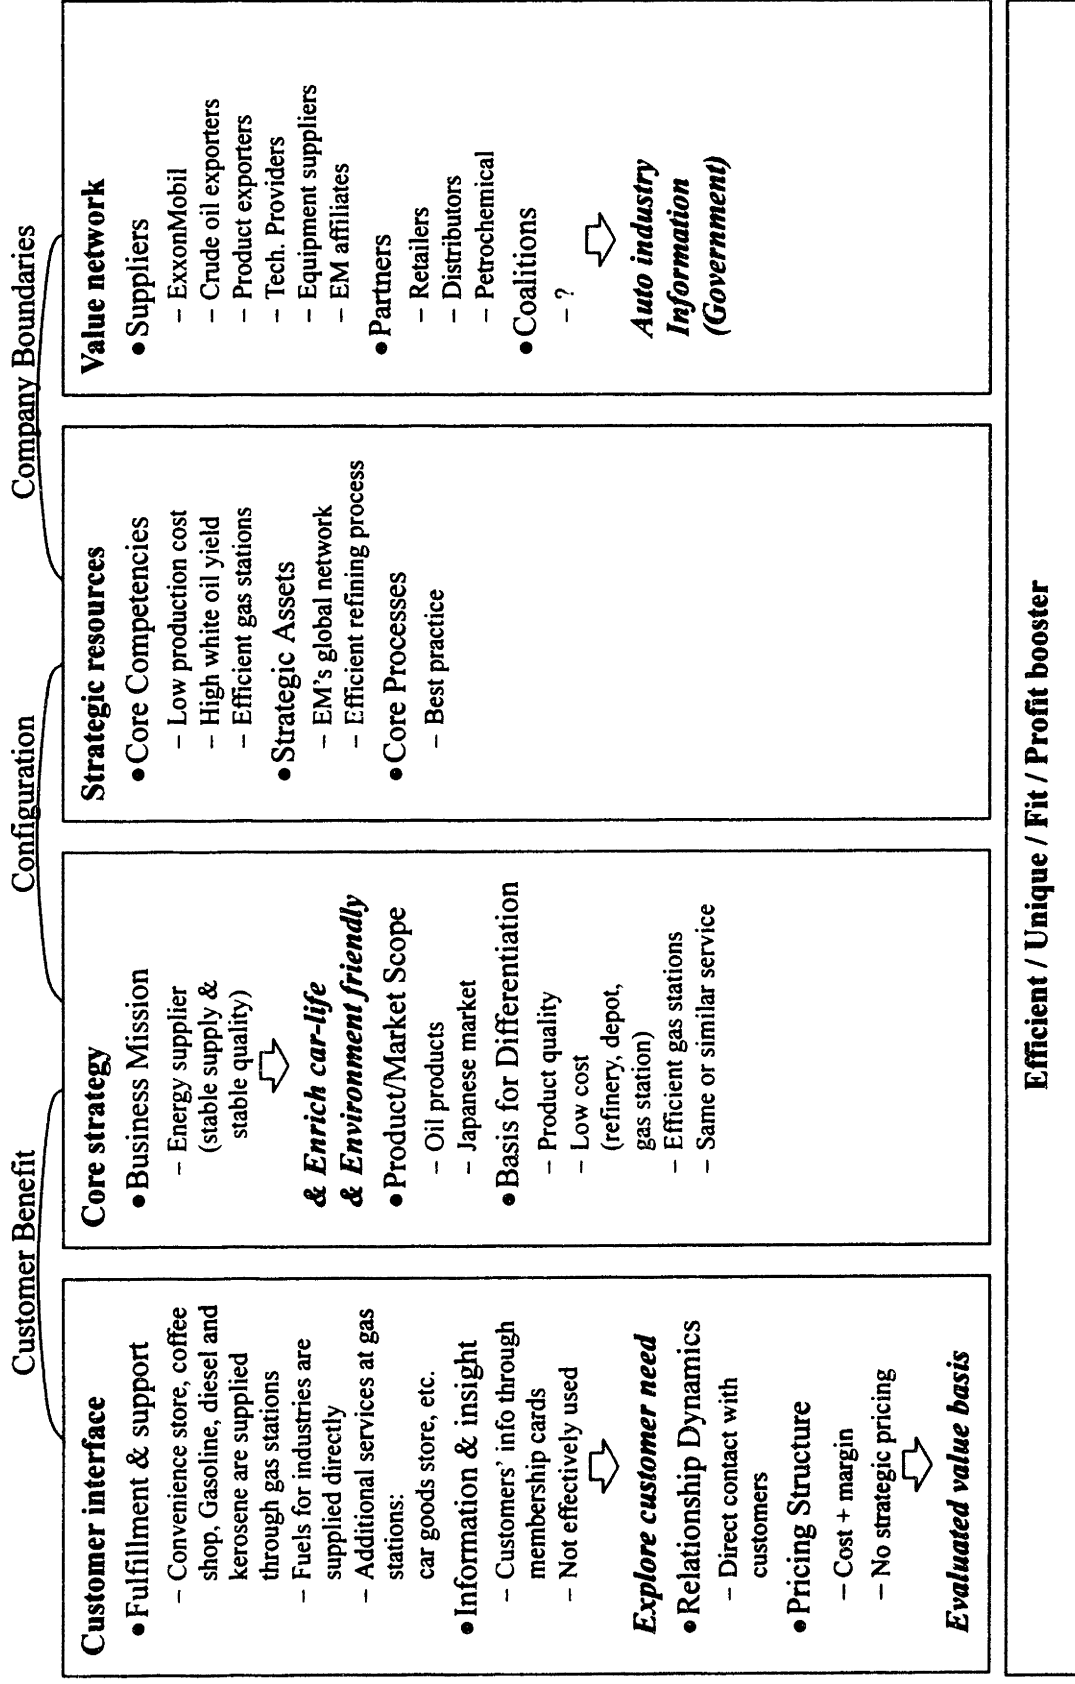 Customer Benefit
Configuration
Company Boundaries
Customer interface
●Fulfillment & support
– Convenience store, coffee
shop, Gasoline, diesel and
kerosene are supplied
through gas stations
– Fuels for industries are
supplied directly
– Additional services at gas
stations:
car goods store, etc.
●Information & insight
– Customers' info through
membership cards
– Not effectively used
Explore customer need
●Relationship Dynamics
– Direct contact with
customers
●Pricing Structure
– Cost + margin
– No strategic pricing
Evaluated value basis
Core strategy
●Business Mission
– Energy supplier
(stable supply &
stable quality)
& Enrich car-life
& Environment friendly
●Product/Market Scope
– Oil products
– Japanese market
●Basis for Differentiation
– Product quality
– Low cost
(refinery, depot,
gas station)
– Efficient gas stations
– Same or similar service
Strategic resources
●Core Competencies
– Low production cost
– High white oil yield
– Efficient gas stations
●Strategic Assets
– EM's global network
– Efficient refining process
●Core Processes
– Best practice
Value network
●Suppliers
– ExxonMobil
– Crude oil exporters
– Product exporters
– Tech. Providers
– Equipment suppliers
– EM affiliates
●Partners
– Retailers
– Distributors
– Petrochemical
●Coalitions
– ?
Auto industry
Information
(Government)
Efficient / Unique / Fit / Profit booster